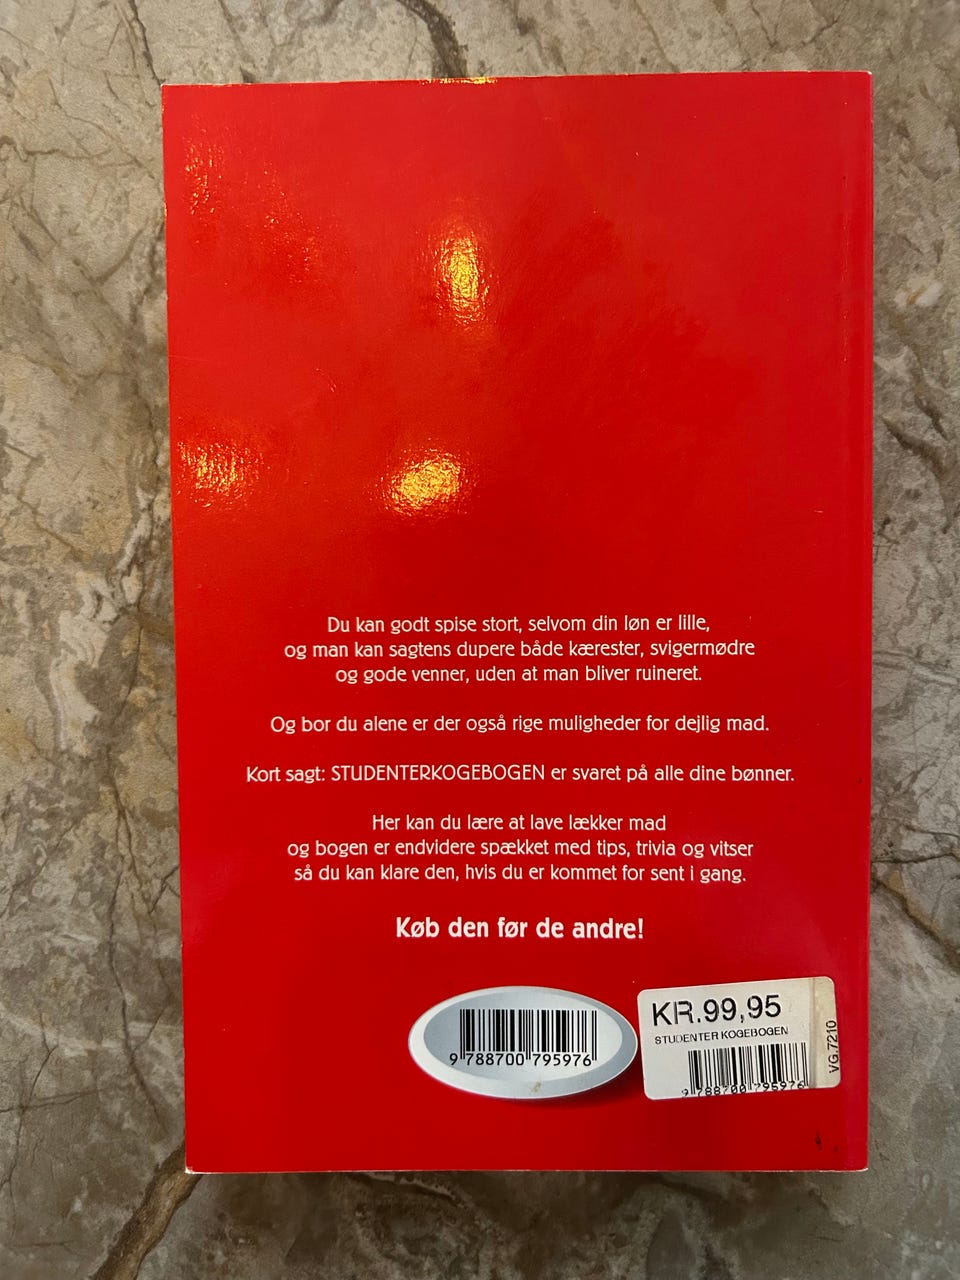 Du kan godt spise stort, selvom din løn er lille,
og man kan sagtens dupere både kærester, svigermødre
og gode venner, uden at man bliver ruineret.
Og bor du alene er der også rige muligheder for dejlig mad.
Kort sagt: STUDENTERKOGEBOGEN er svaret på alle dine bønner.
Her kan du lære at lave lækker mad
og bogen er endvidere spækket med tips, trivia og vitser
så du kan klare den, hvis du er kommet for sent i gang.
Køb den før de andre!
9 788700 795976
KR.99,95
STUDENTER KOGEBOGEN
9 788700 795976
VG.7210